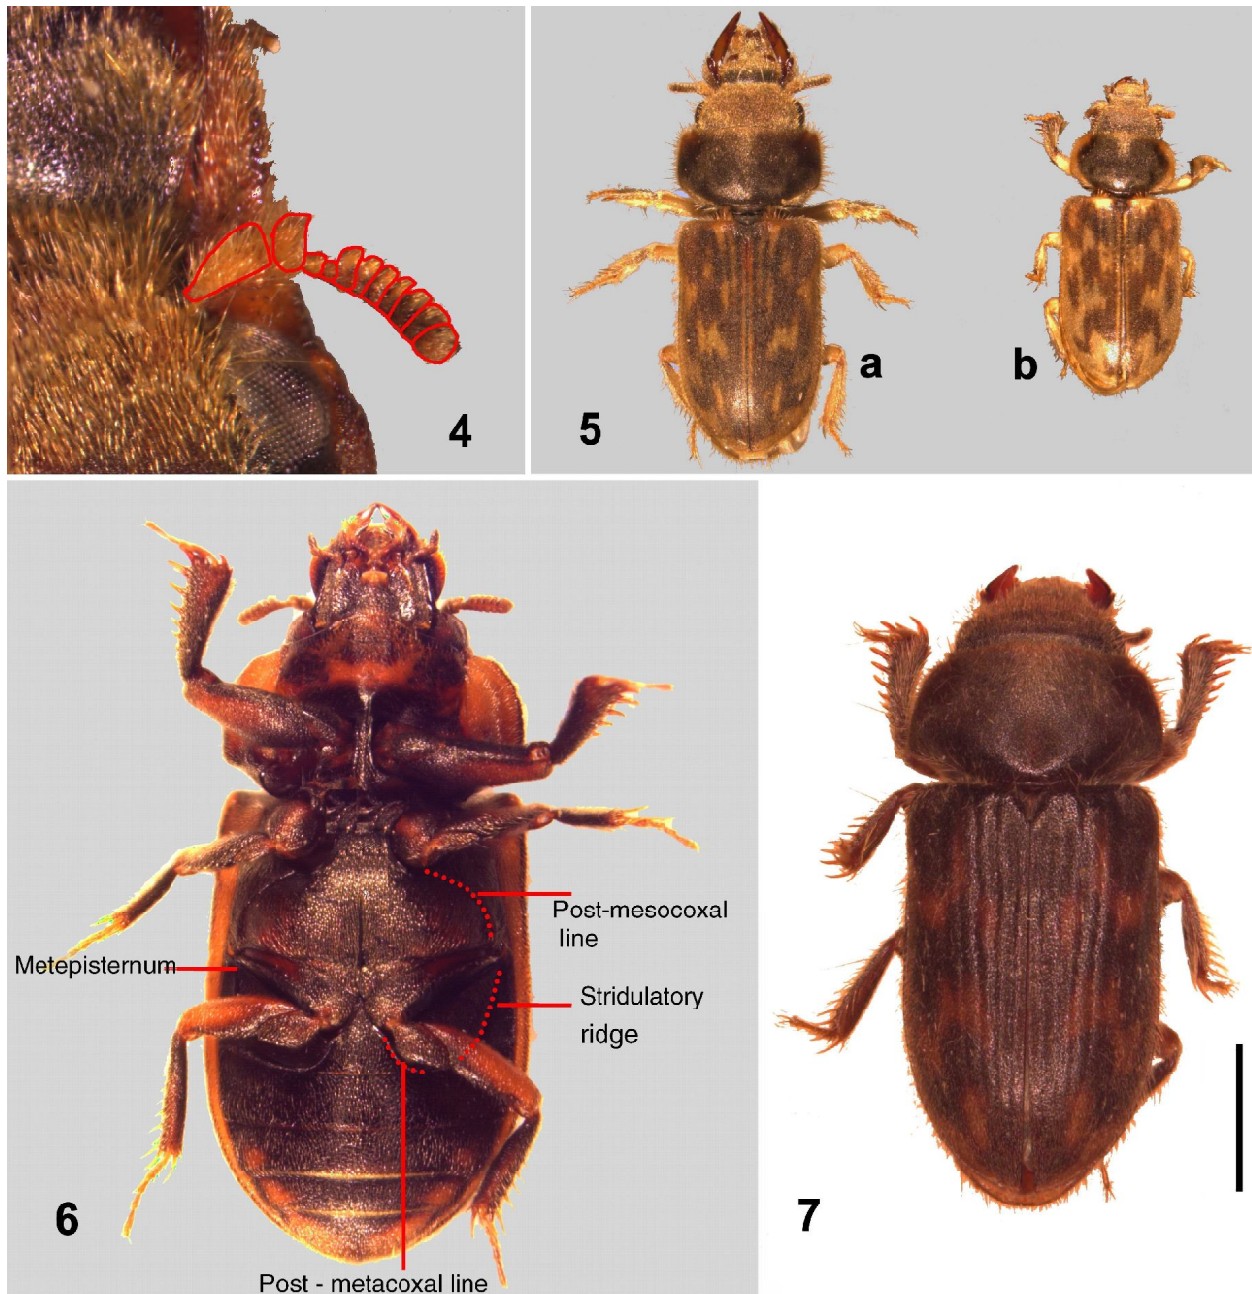 4
5
a
b
Post-mesocoxal
line
Metepisternum
Stridulatory
ridge
6
Post - metacoxal line
7